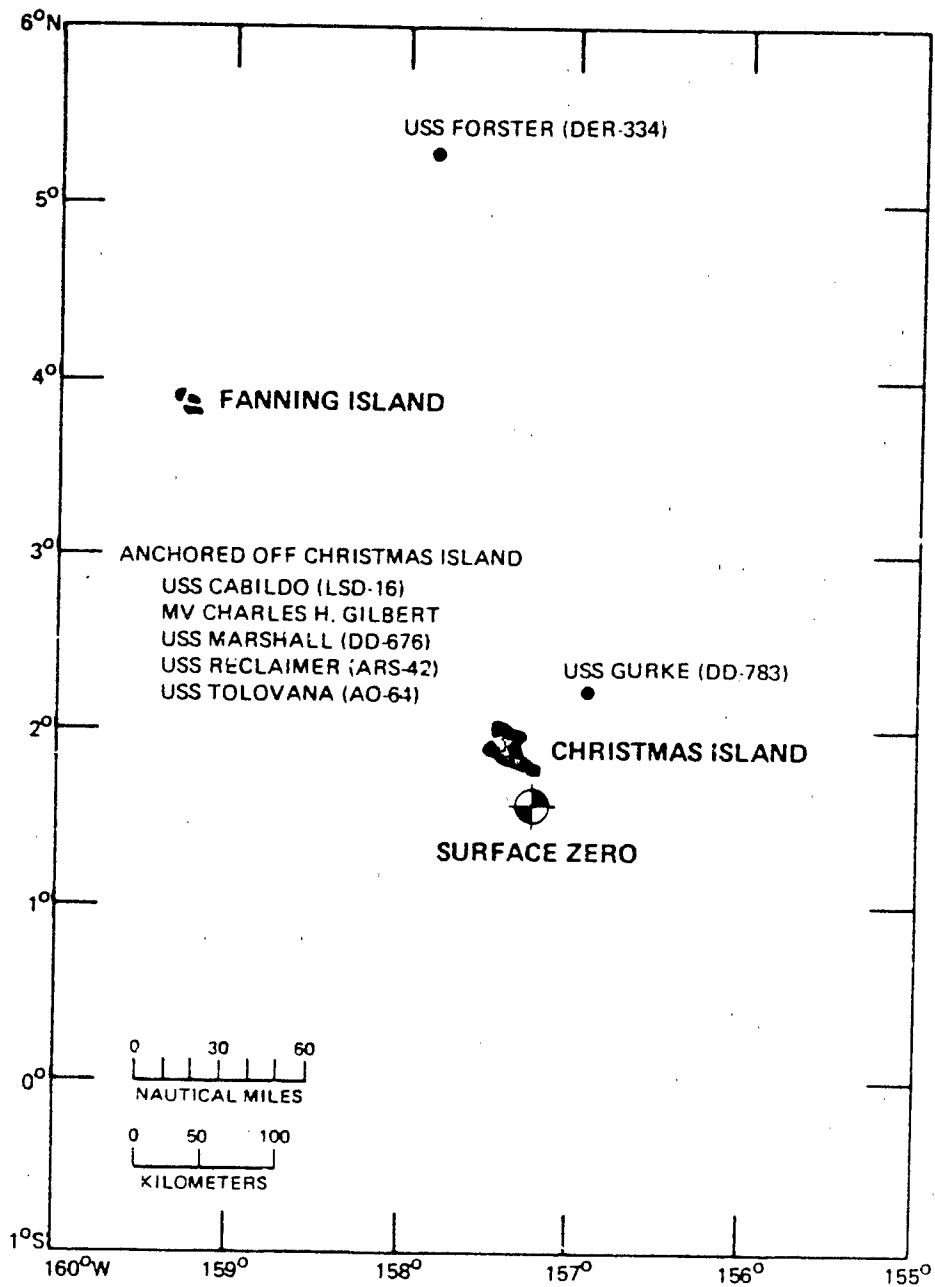 6°N
USS FORSTER (DER-334)
5°
4°
FANNING ISLAND
3°
ANCHORED OFF CHRISTMAS ISLAND
USS CABILDO (LSD-16)
MV CHARLES H. GILBERT
USS MARSHALL (DD-676)
USS RECLAIMER (ARS-42)
USS TOLOVANA (AO-64)
USS GURKE (DD-783)
2°
CHRISTMAS ISLAND
SURFACE ZERO
1°
0 30 60
0°
NAUTICAL MILES
0 50 100
KILOMETERS
1°S
160°W 159° 158° 157° 156° 155°